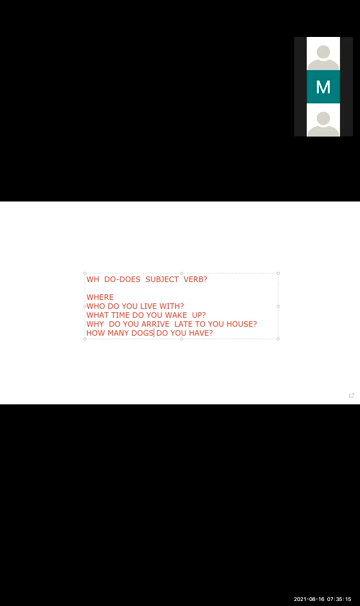 M
WH DO-DOES SUBJECT VERB?
WHERE
WHO DO YOU LIVE WITH?
WHAT TIME DO YOU WAKE UP?
WHY DO YOU ARRIVE LATE TO YOU HOUSE?
HOW MANY DOGS DO YOU HAVE?
2021-08-16 07:35:15